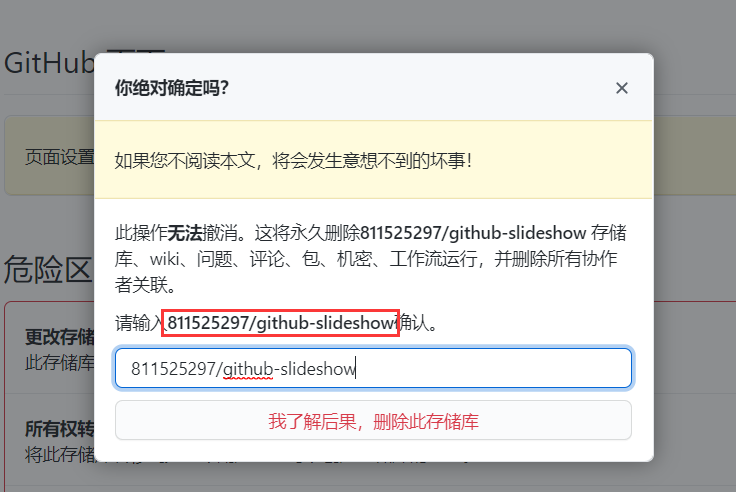 GitHub 页面
你绝对确定吗？
页面设置
如果您不阅读本文，将会发生意想不到的坏事！
此操作无法撤消。这将永久删除811525297/github-slideshow 存储
库、wiki、问题、评论、包、机密、工作流运行，并删除所有协作
者关联。
危险区
请输入811525297/github-slideshow确认。
更改存储
此存储库
811525297/github-slideshow
我了解后果，删除此存储库
所有权转
将此存储